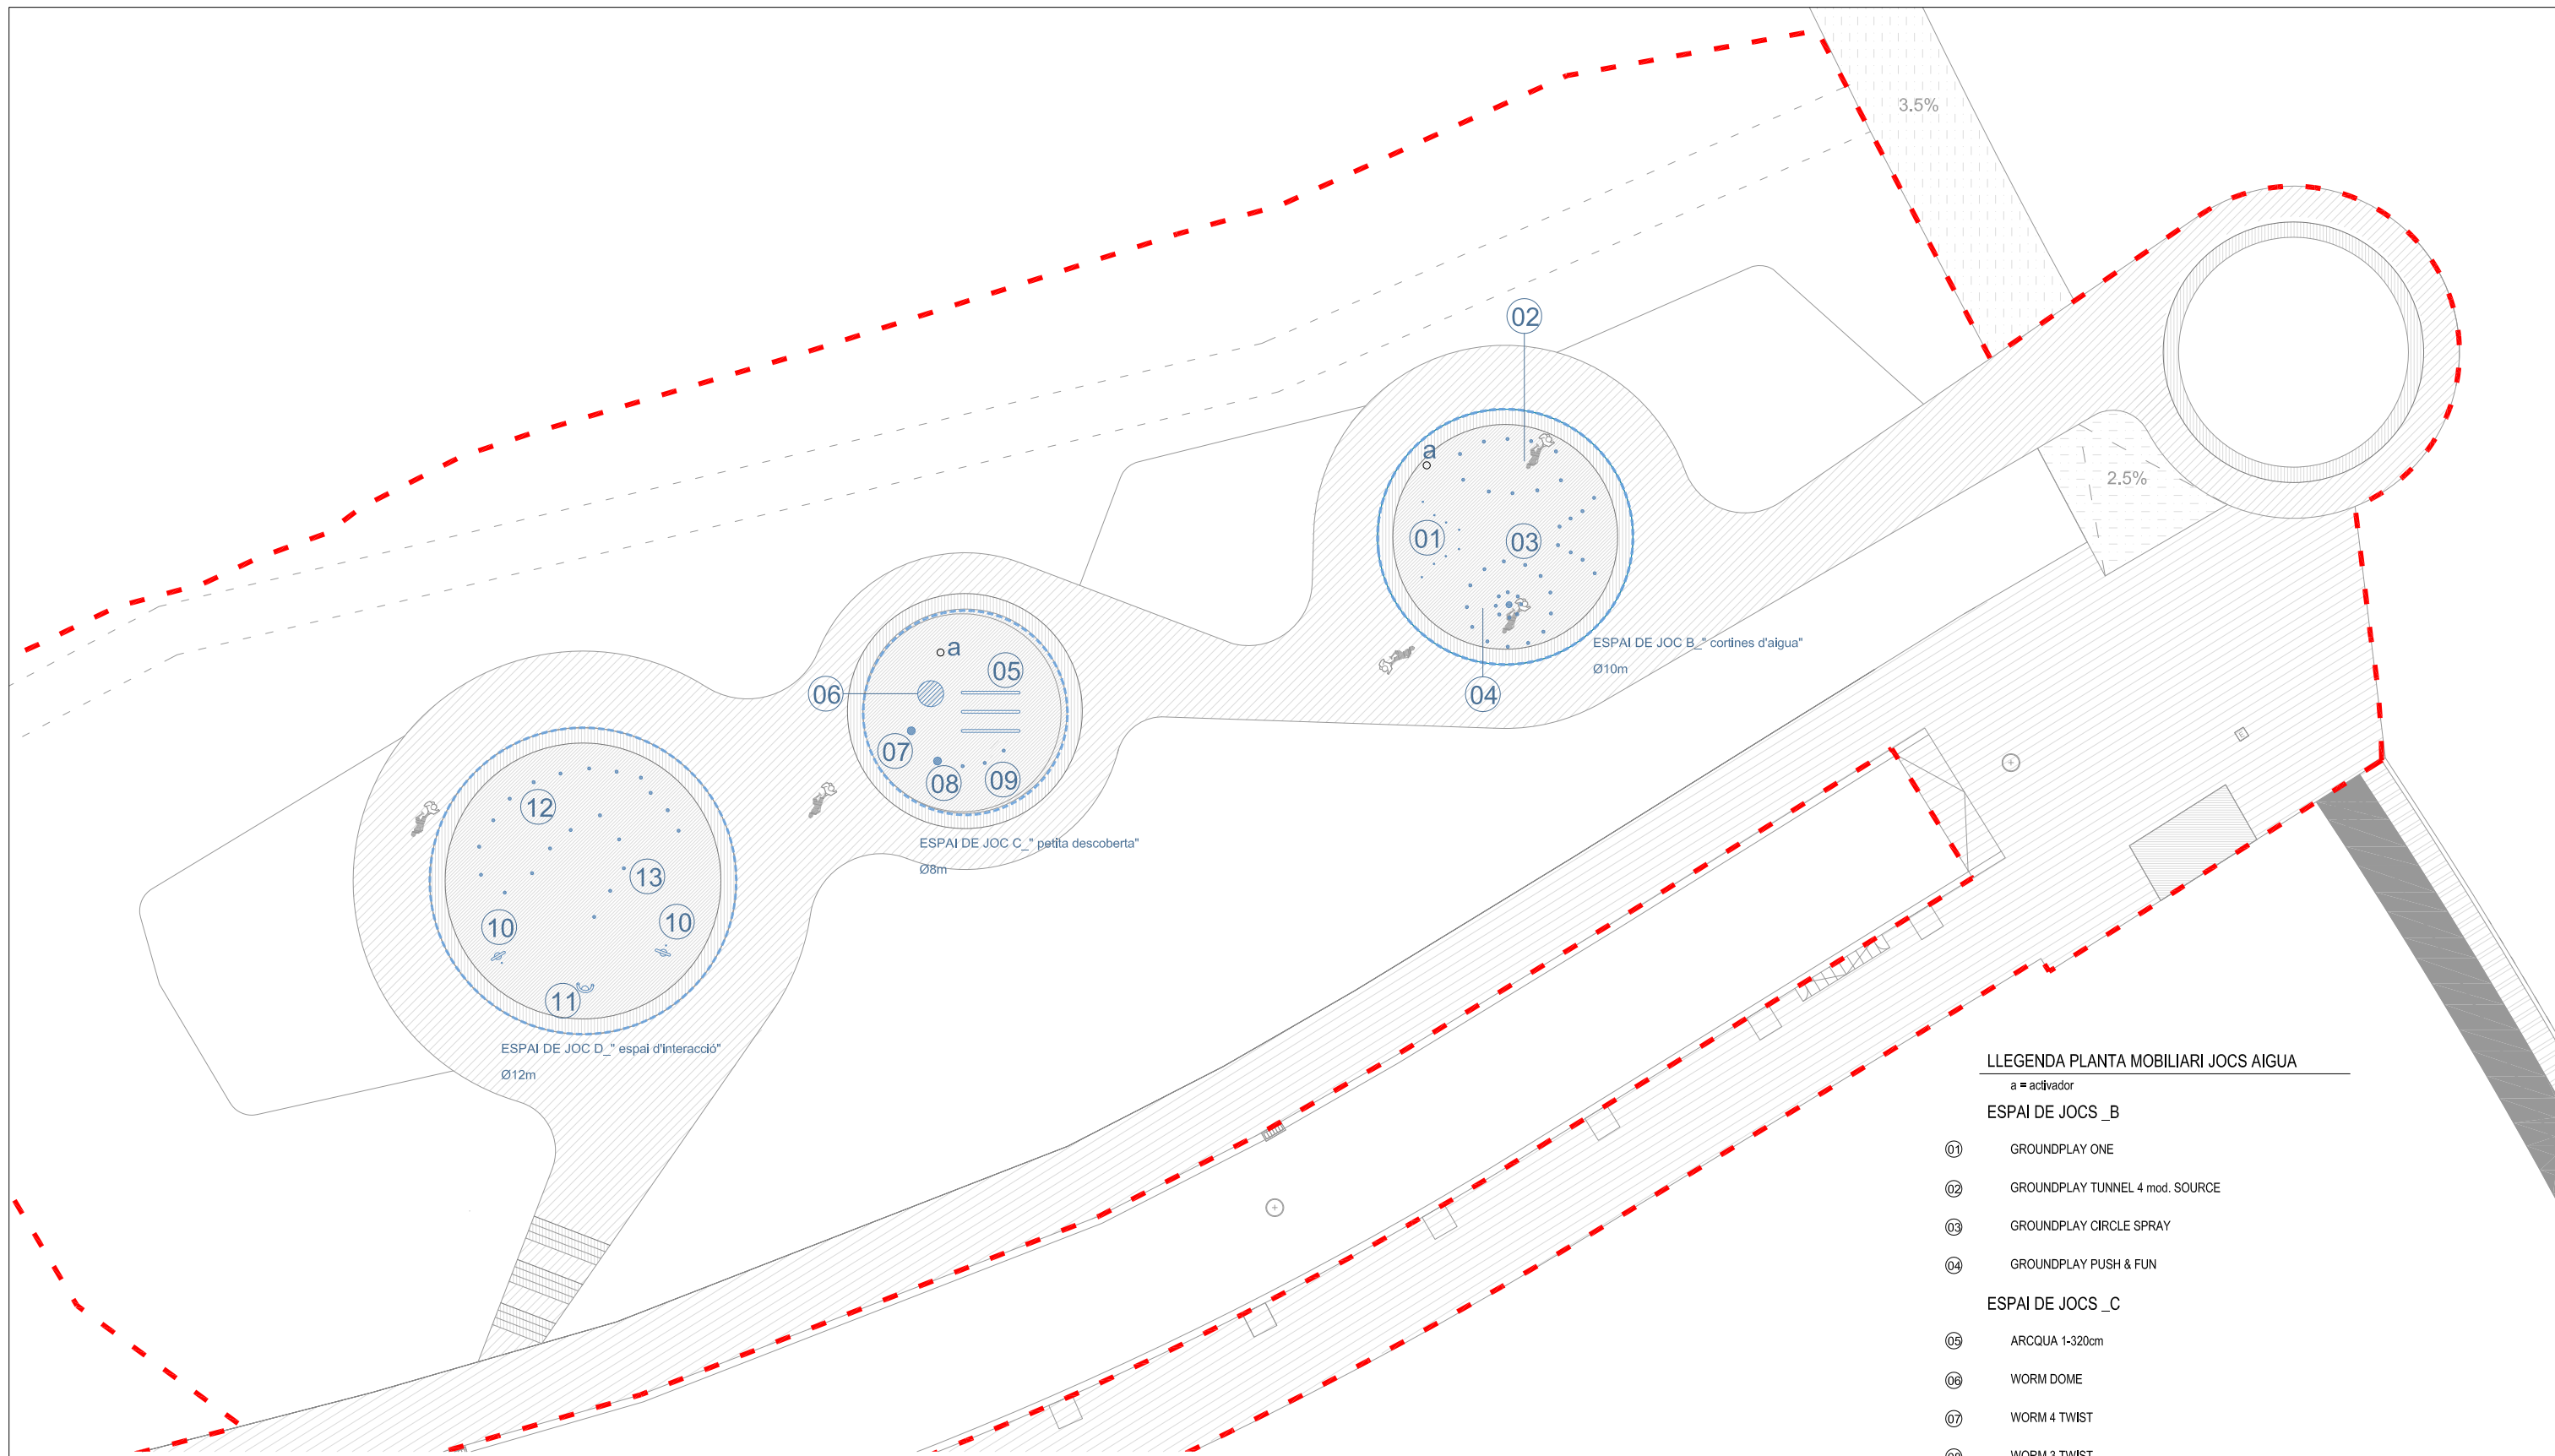 3.5%
02
2.5%
a
01
03
ESPAI DE JOC B_" cortines d'aigua"
Ø10m
04
a
05
06
07
08
09
ESPAI DE JOC C_" petita descoberta"
Ø8m
12
13
10
10
11
ESPAI DE JOC D_" espai d'interacció"
Ø12m
LLEGENDA PLANTA MOBILIARI JOCS AIGUA
a = activador
ESPAI DE JOCS _B
01 GROUNDPLAY ONE
02 GROUNDPLAY TUNNEL 4 mod. SOURCE
03 GROUNDPLAY CIRCLE SPRAY
04 GROUNDPLAY PUSH & FUN
ESPAI DE JOCS _C
05 ARCQUA 1-320cm
06 WORM DOME
07 WORM 4 TWIST
08 WORM 3 TWIST